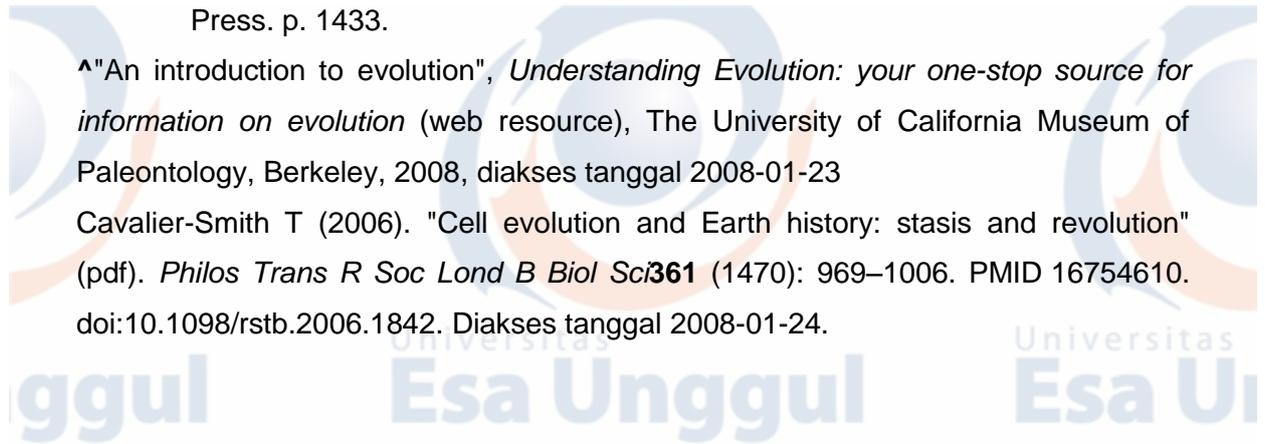 Press. p. 1433.
^"An introduction to evolution", Understanding Evolution: your one-stop source for
information on evolution (web resource), The University of California Museum of
Paleontology, Berkeley, 2008, diakses tanggal 2008-01-23
Cavalier-Smith T (2006). "Cell evolution and Earth history: stasis and revolution"
(pdf). Philos Trans R Soc Lond B Biol Sci361 (1470): 969–1006. PMID 16754610.
doi:10.1098/rstb.2006.1842. Diakses tanggal 2008-01-24.
Universitas Universitas
ggul Esa Unggul Esa U